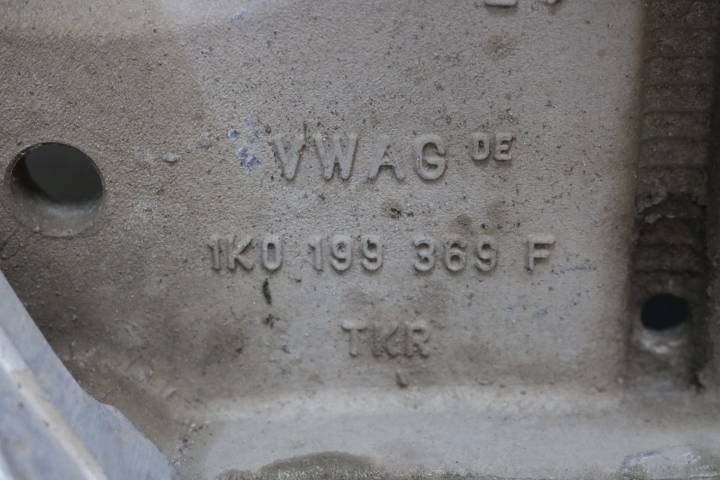 VWAG DE
1K0 199 369 F
TKR